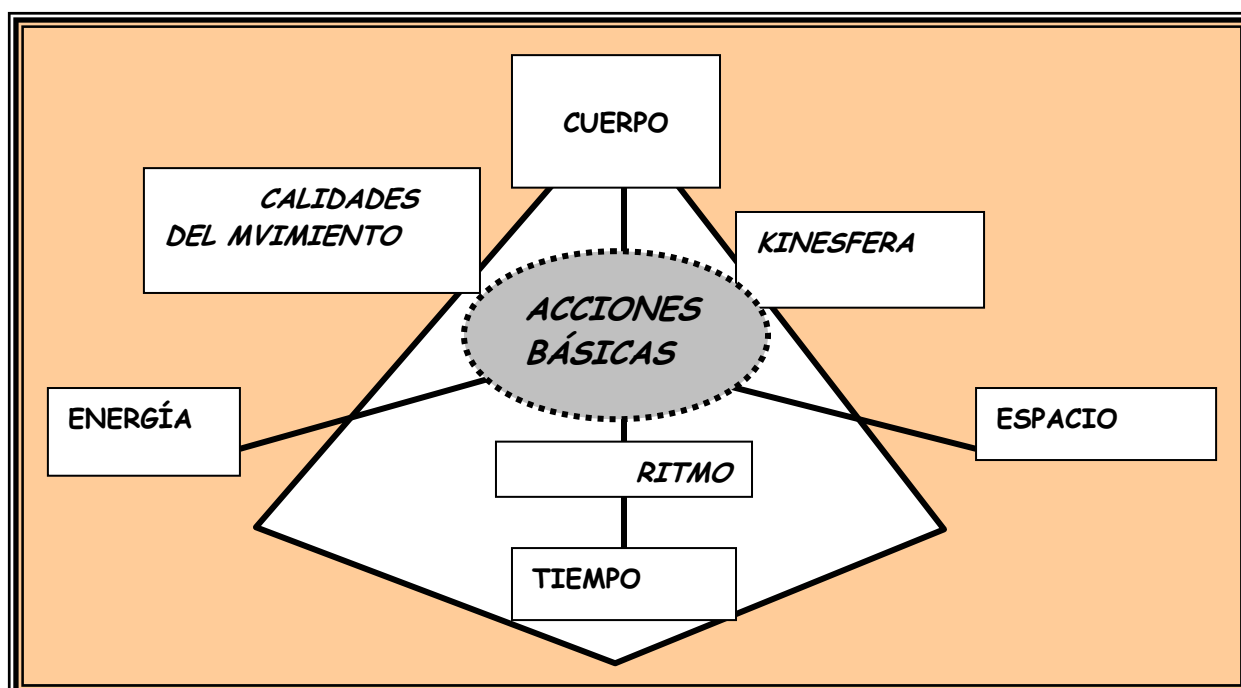 CUERPO
CALIDADES
DEL MVIMIENTO
KINESFERA
ACCIONES
BÁSICAS
ENERGÍA
ESPACIO
RITMO
TIEMPO